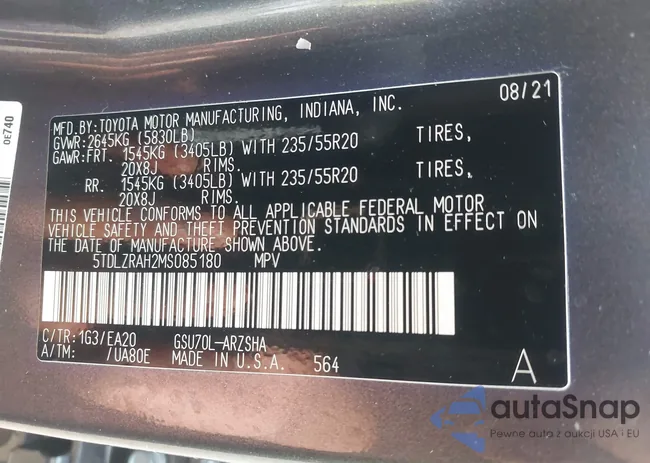 0E740
MFD.BY:TOYOTA MOTOR MANUFACTURING, INDIANA, INC. 08/21
GVWR:2645KG (5830LB)
GAWR:FRT. 1545KG (3405LB) WITH 235/55R20 TIRES,
20X8J RIMS.
RR. 1545KG (3405LB) WITH 235/55R20 TIRES,
20X8J RIMS.
THIS VEHICLE CONFORMS TO ALL APPLICABLE FEDERAL MOTOR
VEHICLE SAFETY AND THEFT PREVENTION STANDARDS IN EFFECT ON
THE DATE OF MANUFACTURE SHOWN ABOVE.
5TDLZRAH2MS085180 MPV
C/TR: 1G3/EA20 GSU70L-ARZSHA
A/TM: /UA80E MADE IN U.S.A. 564 A
autaSnap
Pewne auta z aukcji USA i EU